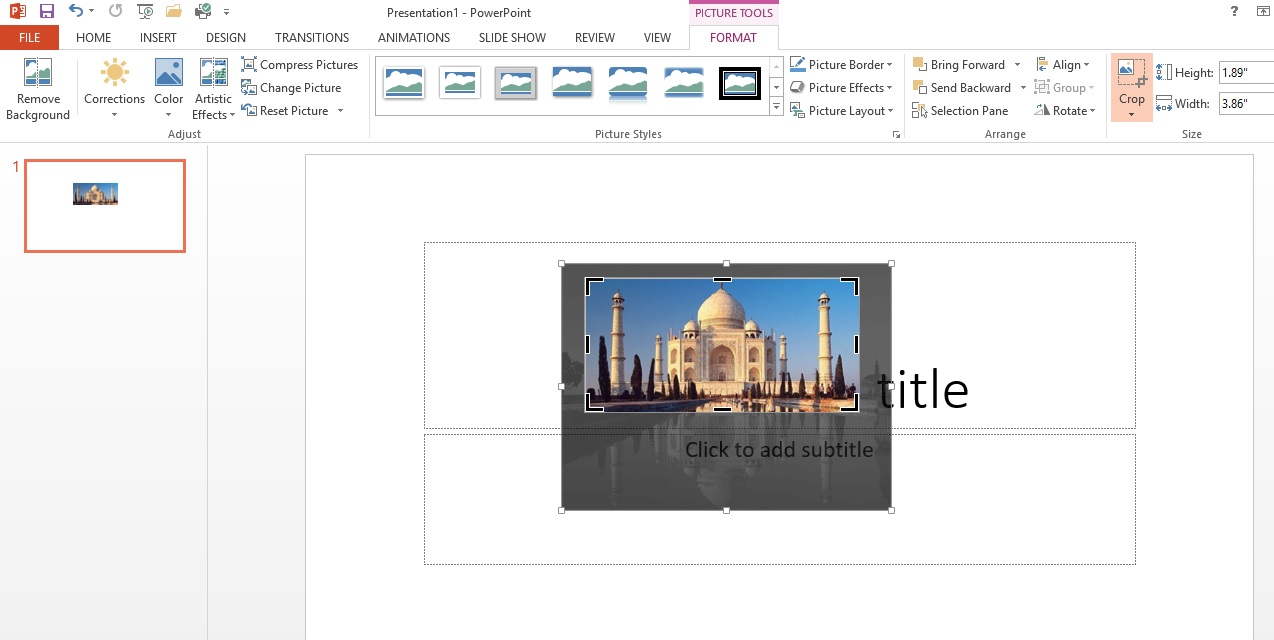 Presentation1 - PowerPoint
PICTURE TOOLS
?
FILE HOME INSERT DESIGN TRANSITIONS ANIMATIONS SLIDE SHOW REVIEW VIEW FORMAT
Remove Background
Corrections
Color
Artistic Effects
Compress Pictures
Change Picture
Reset Picture
Adjust
Picture Styles
Picture Border
Picture Effects
Picture Layout
Bring Forward
Send Backward
Selection Pane
Align
Group
Rotate
Arrange
Crop
Height: 1.89"
Width: 3.86"
Size
1
title
Click to add subtitle